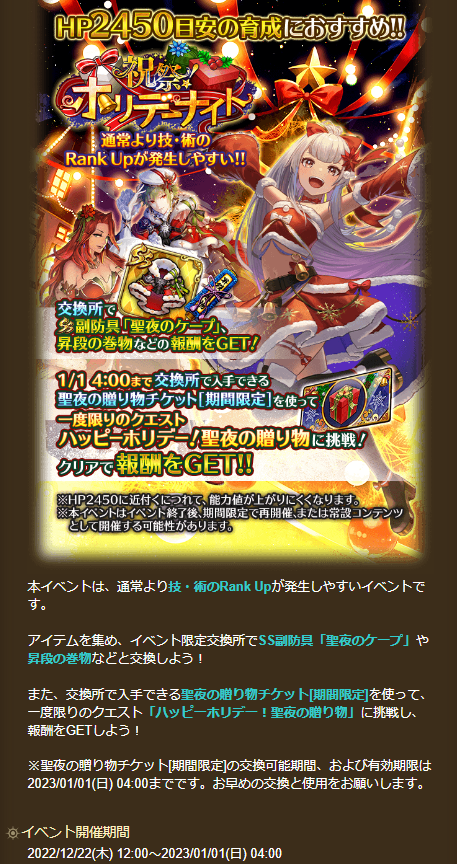 HP2450目安の育成におすすめ!!
祝祭!
ホリデーナイト
通常より技・術の
Rank Upが発生しやすい!!
交換所で
SS副防具「聖夜のケープ」、
昇段の巻物などの報酬をGET!
1/1 4:00まで交換所で入手できる
聖夜の贈り物チケット[期間限定]を使って
一度限りのクエスト
ハッピーホリデー!聖夜の贈り物に挑戦!
クリアで報酬をGET!!
※HP2450に近付くにつれて、能力値が上がりにくくなります。
※本イベントはイベント終了後、期間限定で再開催、または常設コンテンツ
として開催する可能性があります。
本イベントは、通常より技・術のRank Upが発生しやすいイベントで
す。
アイテムを集め、イベント限定交換所でSS副防具「聖夜のケープ」や
昇段の巻物などと交換しよう!
また、交換所で入手できる聖夜の贈り物チケット[期間限定]を使って、
一度限りのクエスト「ハッピーホリデー!聖夜の贈り物」に挑戦し、
報酬をGETしよう!
※聖夜の贈り物チケット[期間限定]の交換可能期間、および有効期限は
2023/01/01(日) 04:00までです。お早めの交換と使用をお願いします。
イベント開催期間
2022/12/22(木) 12:00～2023/01/01(日) 04:00